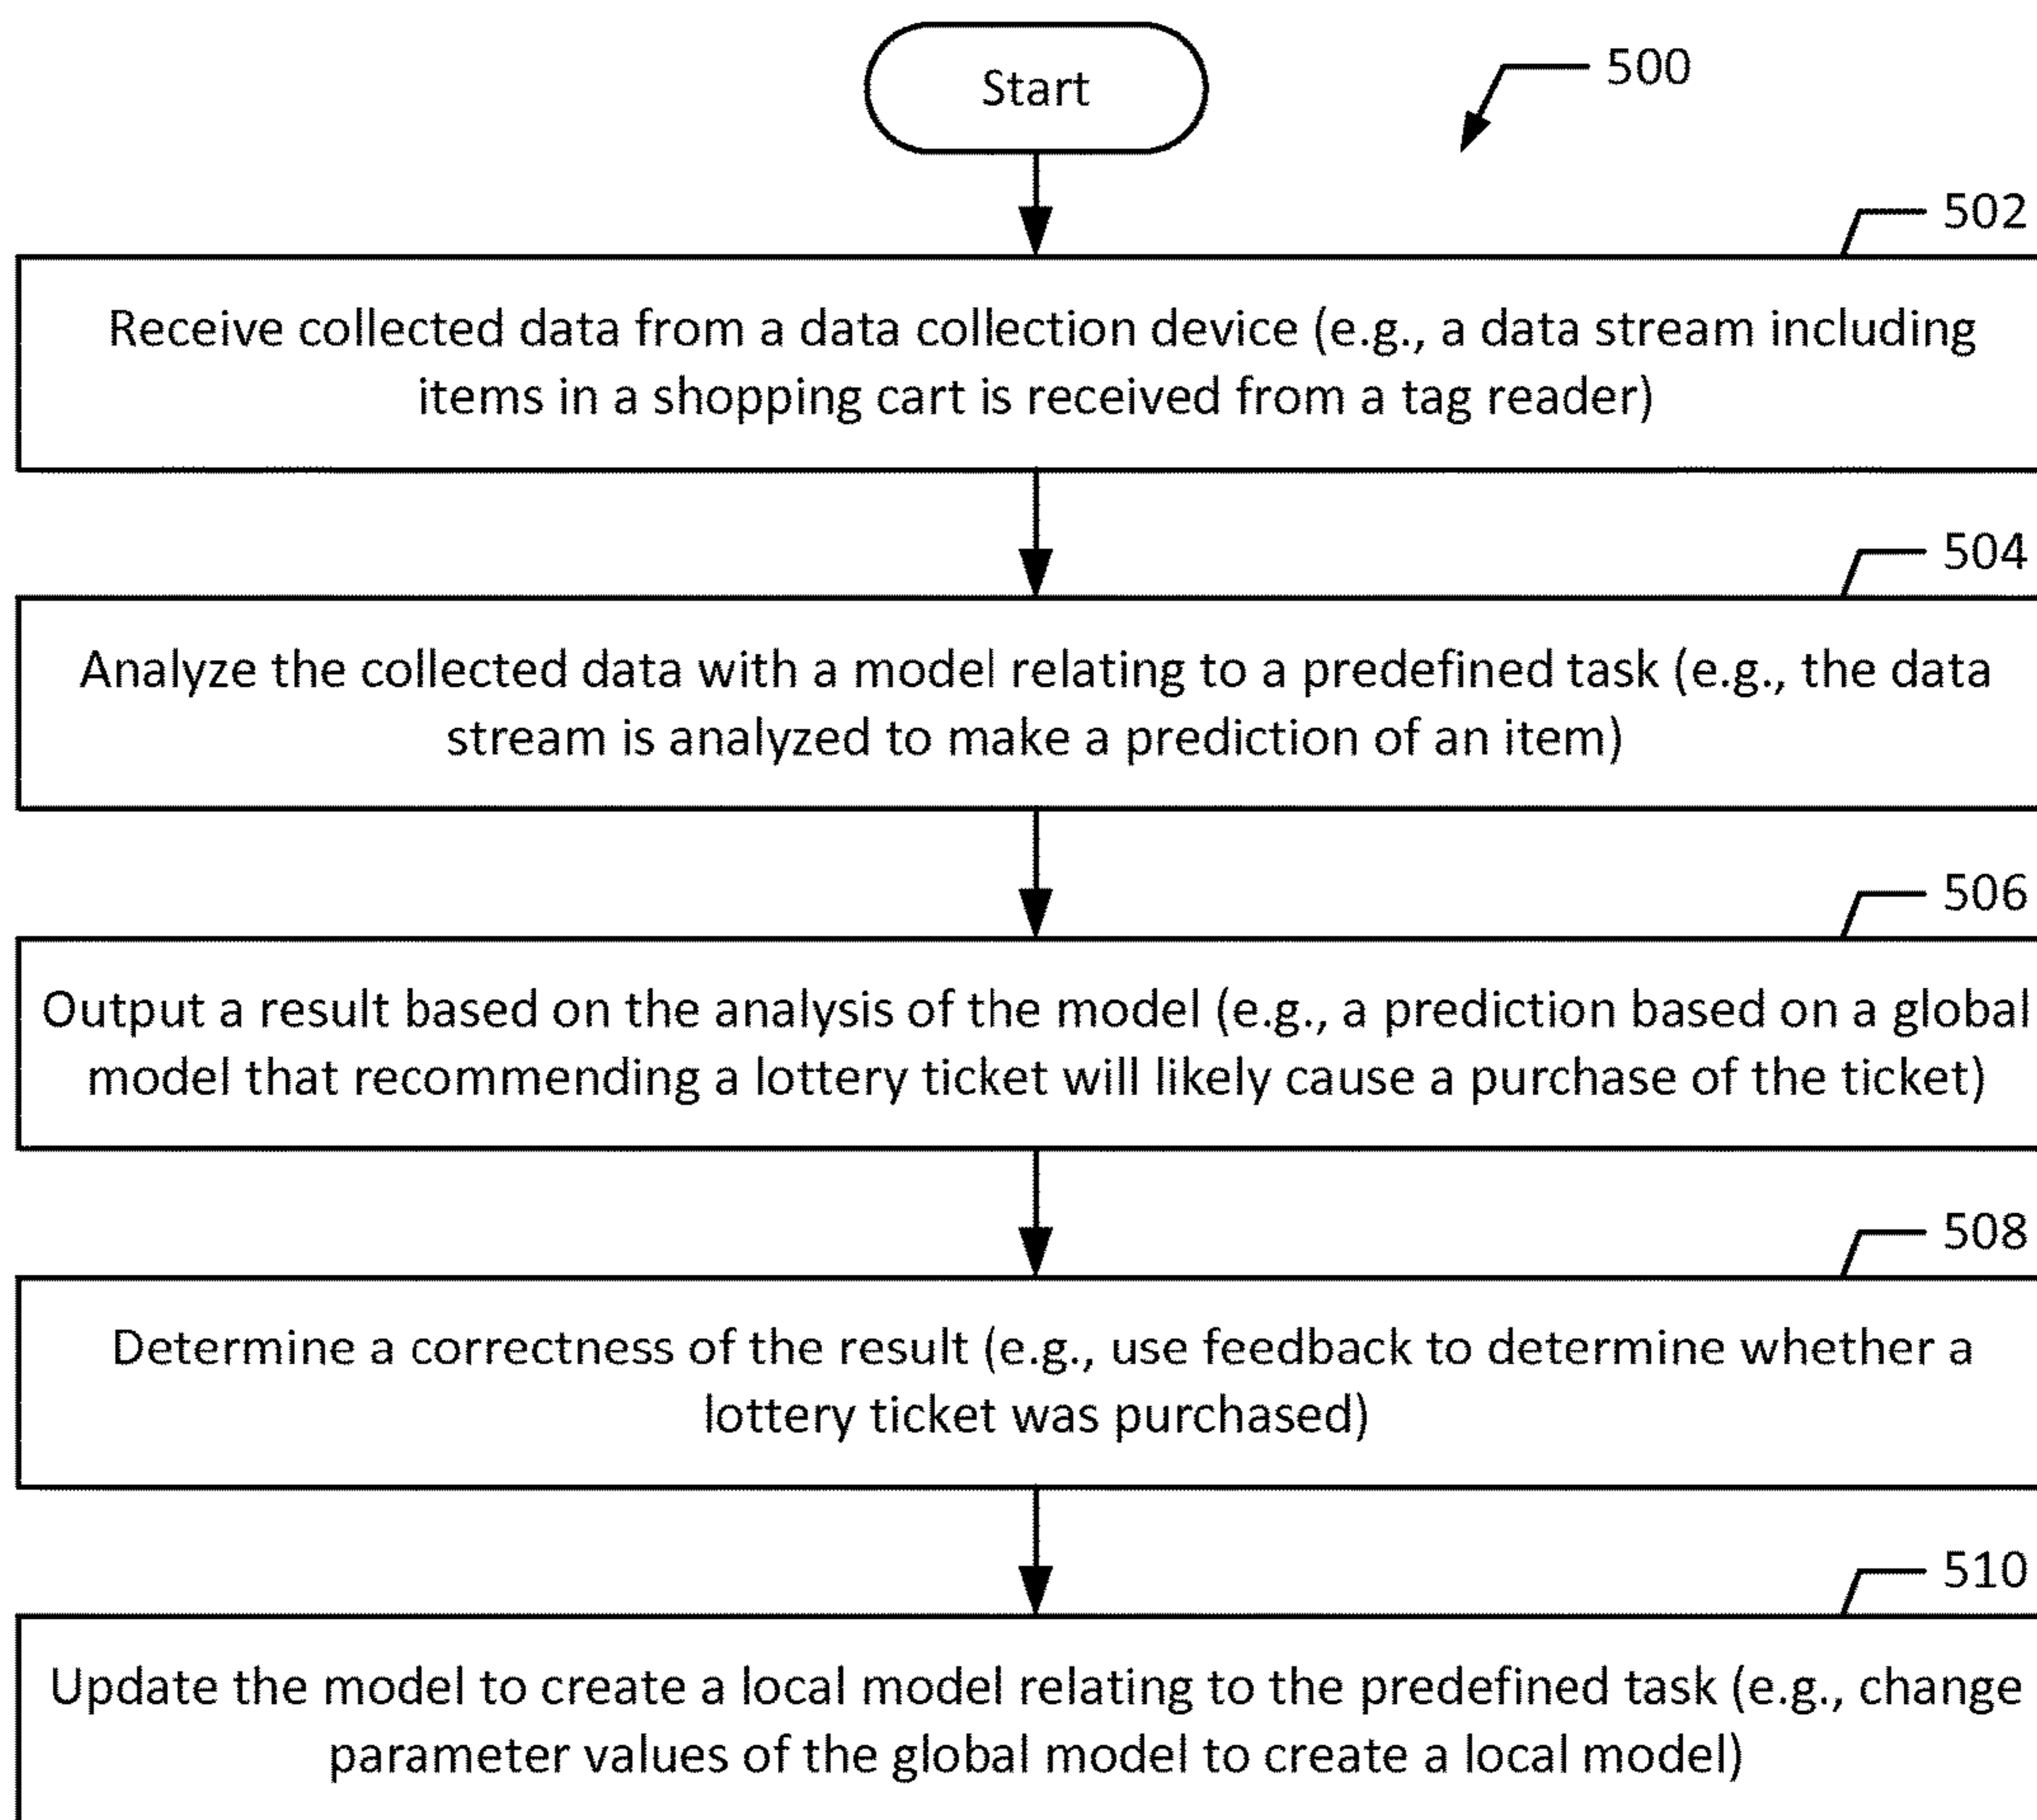 Start
500
502
Receive collected data from a data collection device (e.g., a data stream including
items in a shopping cart is received from a tag reader)
504
Analyze the collected data with a model relating to a predefined task (e.g., the data
stream is analyzed to make a prediction of an item)
506
Output a result based on the analysis of the model (e.g., a prediction based on a global
model that recommending a lottery ticket will likely cause a purchase of the ticket)
508
Determine a correctness of the result (e.g., use feedback to determine whether a
lottery ticket was purchased)
510
Update the model to create a local model relating to the predefined task (e.g., change
parameter values of the global model to create a local model)